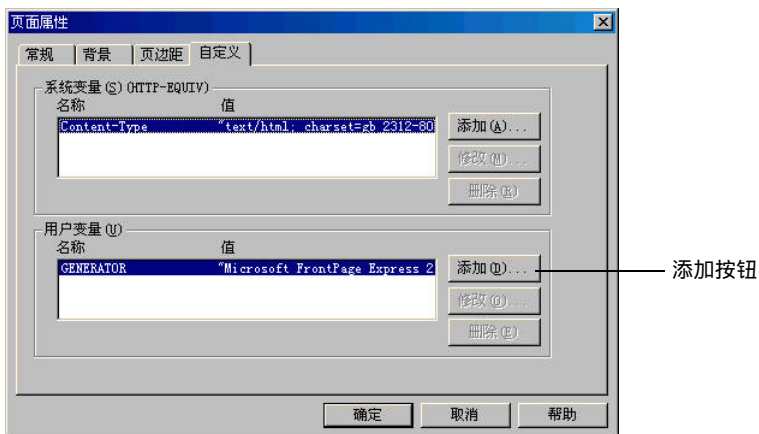 页面属性
常规 背景 页边距 自定义
系统变量(S)(HTTP-EQUIV)
名称 值
Content-Type "text/html; charset=gb 2312-80
添加(A)...
修改(M)...
删除(R)
用户变量(U)
名称 值
GENERATOR "Microsoft FrontPage Express 2
添加(D)...
添加按钮
修改(O)...
删除(E)
确定 取消 帮助